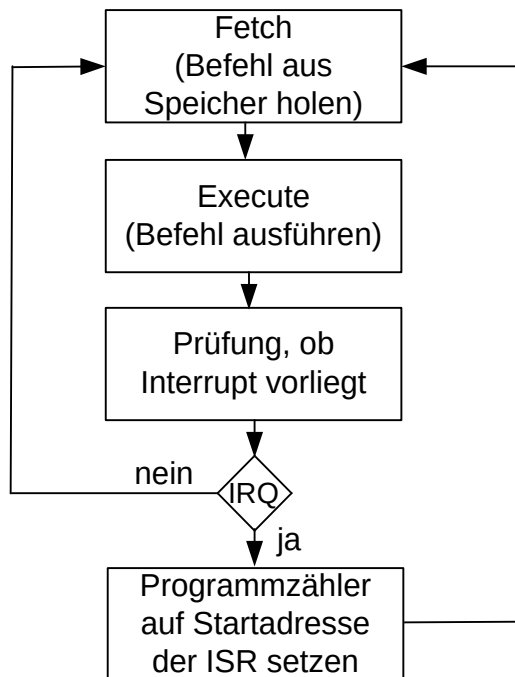 Fetch
(Befehl aus
Speicher holen)
Execute
(Befehl ausführen)
Prüfung, ob
Interrupt vorliegt
nein
IRQ
ja
Programmzähler
auf Startadresse
der ISR setzen